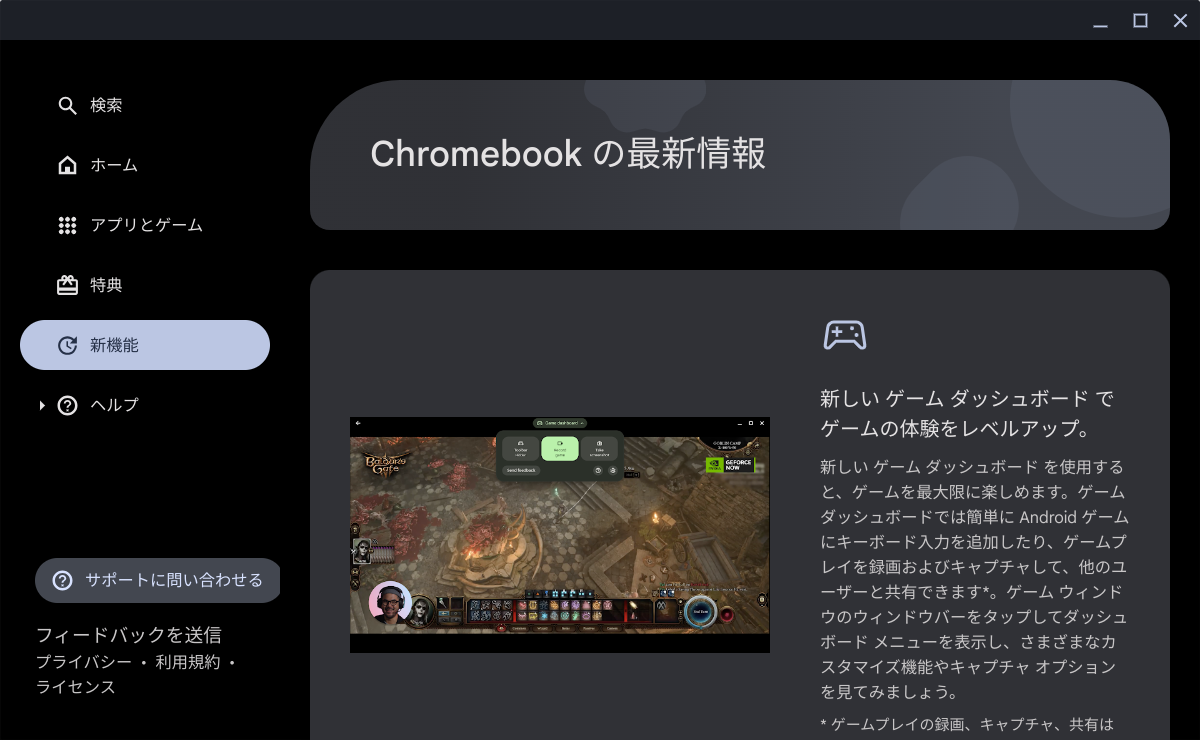 検索
ホーム
アプリとゲーム
特典
新機能
ヘルプ
サポートに問い合わせる
フィードバックを送信
プライバシー • 利用規約 •
ライセンス
Chromebook の最新情報
Game dashboard
Send feedback
Baldur's Gate
GEFORCE
NOW
新しい ゲーム ダッシュボード で
ゲームの体験をレベルアップ。
新しい ゲーム ダッシュボード を使用する
と、ゲームを最大限に楽しめます。ゲーム
ダッシュボードでは簡単に Android ゲーム
にキーボード入力を追加したり、ゲームプ
レイを録画およびキャプチャして、他のユ
ーザーと共有できます*。ゲーム ウィンド
ウのウィンドウバーをタップしてダッシュ
ボード メニューを表示し、さまざまなカ
スタマイズ機能やキャプチャ オプション
を見てみましょう。
* ゲームプレイの録画、キャプチャ、共有は